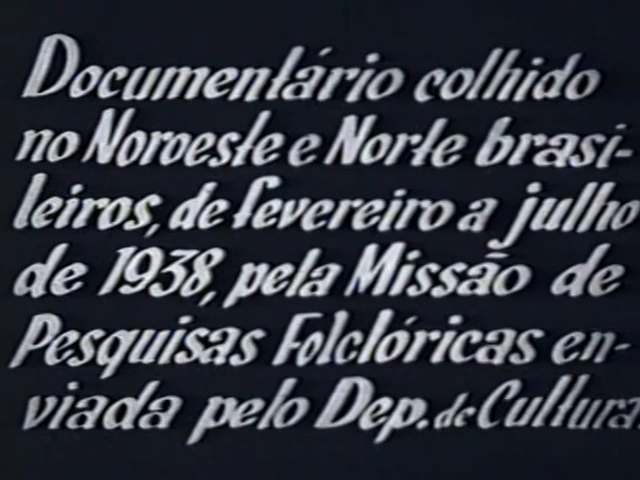 Documentário colhido
no Noroeste e Norte brasi-
leiros, de fevereiro a julho
de 1938, pela Missão de
Pesquisas Folclóricas en-
viada pelo Dep. de Cultura.